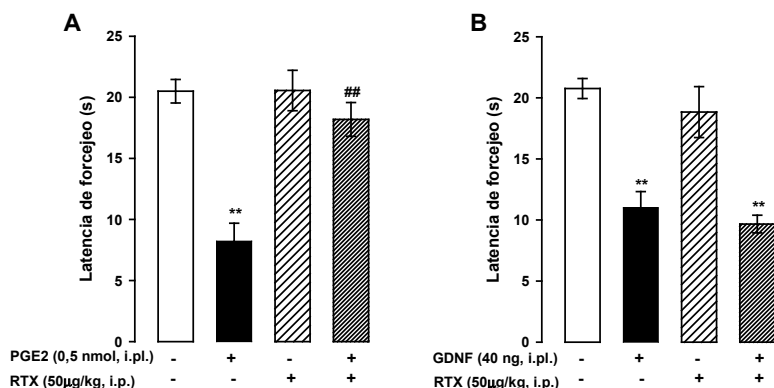 A
Latencia de forcejeo (s)
25
20
15
10
5
0
**
##
PGE2 (0,5 nmol, i.pl.) - + - +
RTX (50µg/kg, i.p.) - - + +
B
Latencia de forcejeo (s)
25
20
15
10
5
0
**
**
GDNF (40 ng, i.pl.) - + - +
RTX (50µg/kg, i.p.) - - + +